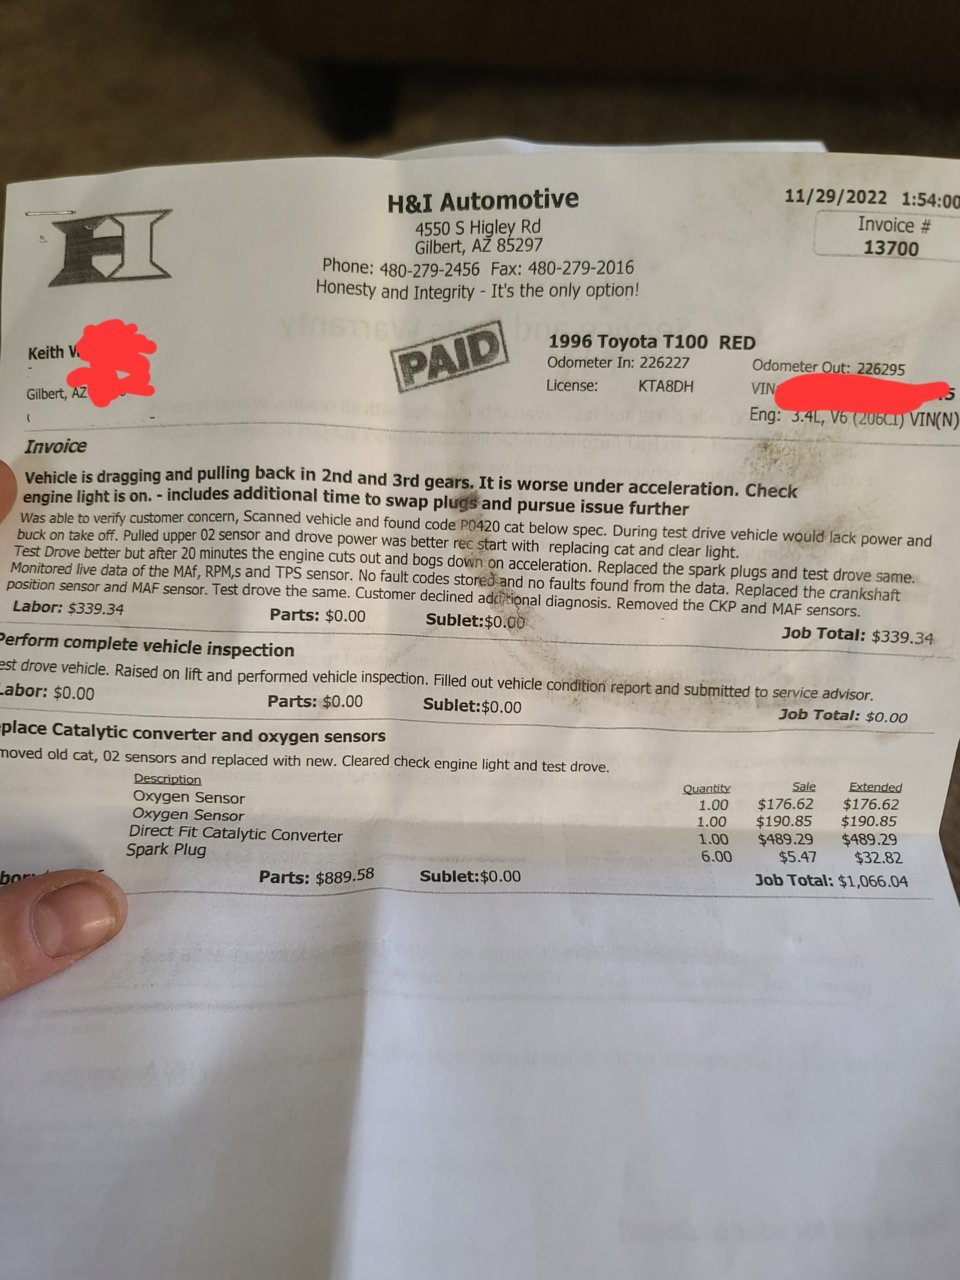 H&I Automotive
4550 S Higley Rd
Gilbert, AZ 85297
Phone: 480-279-2456 Fax: 480-279-2016
Honesty and Integrity - It's the only option!
11/29/2022 1:54:00
Invoice #
13700
HI
Keith
Gilbert, AZ
PAID
1996 Toyota T100 RED
Odometer In: 226227
Odometer Out: 226295
License: KTA8DH
VIN
Eng: 3.4L, V6 (206CI) VIN(N)
Invoice
Vehicle is dragging and pulling back in 2nd and 3rd gears. It is worse under acceleration. Check
engine light is on. - includes additional time to swap plugs and pursue issue further
Was able to verify customer concern, Scanned vehicle and found code P0420 cat below spec. During test drive vehicle would lack power and
buck on take off. Pulled upper 02 sensor and drove power was better rec start with replacing cat and clear light.
Test Drove better but after 20 minutes the engine cuts out and bogs down on acceleration. Replaced the spark plugs and test drove same.
Monitored live data of the MAf, RPM,s and TPS sensor. No fault codes stored and no faults found from the data. Replaced the crankshaft
position sensor and MAF sensor. Test drove the same. Customer declined additional diagnosis. Removed the CKP and MAF sensors.
Labor: $339.34 Parts: $0.00 Sublet:$0.00 Job Total: $339.34
Perform complete vehicle inspection
est drove vehicle. Raised on lift and performed vehicle inspection. Filled out vehicle condition report and submitted to service advisor.
Labor: $0.00 Parts: $0.00 Sublet:$0.00 Job Total: $0.00
place Catalytic converter and oxygen sensors
moved old cat, 02 sensors and replaced with new. Cleared check engine light and test drove.
Description Quantity Sale Extended
Oxygen Sensor 1.00 $176.62 $176.62
Oxygen Sensor 1.00 $190.85 $190.85
Direct Fit Catalytic Converter 1.00 $489.29 $489.29
Spark Plug 6.00 $5.47 $32.82
Parts: $889.58 Sublet:$0.00 Job Total: $1,066.04